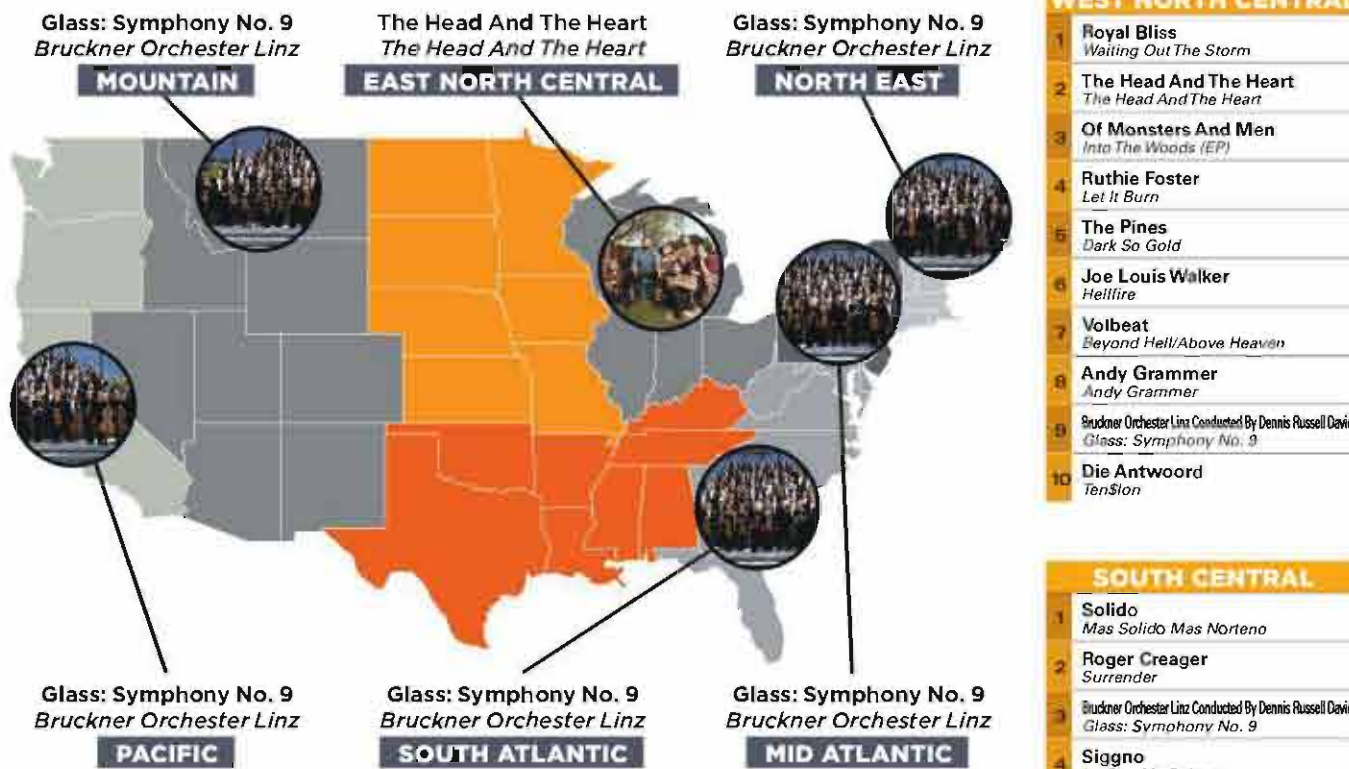 Glass: Symphony No. 9
Bruckner Orchester Linz
MOUNTAIN
The Head And The Heart
The Head And The Heart
EAST NORTH CENTRAL
Glass: Symphony No. 9
Bruckner Orchester Linz
NORTH EAST
Glass: Symphony No. 9
Bruckner Orchester Linz
PACIFIC
Glass: Symphony No. 9
Bruckner Orchester Linz
SOUTH ATLANTIC
Glass: Symphony No. 9
Bruckner Orchester Linz
MID ATLANTIC
WEST NORTH CENTRAL
1 Royal Bliss
Waiting Out The Storm
2 The Head And The Heart
The Head And The Heart
3 Of Monsters And Men
Into The Woods (EP)
4 Ruthie Foster
Let It Burn
5 The Pines
Dark So Gold
6 Joe Louis Walker
Hellfire
7 Volbeat
Beyond Hell/Above Heaven
8 Andy Grammer
Andy Grammer
9 Bruckner Orchester Linz Conducted By Dennis Russell Davi
Glass: Symphony No. 9
10 Die Antwoord
Ten$Ion
SOUTH CENTRAL
1 Solido
Mas Solido Mas Norteno
2 Roger Creager
Surrender
3 Bruckner Orchester Linz Conducted By Dennis Russell Davi
Glass: Symphony No. 9
4 Siggno